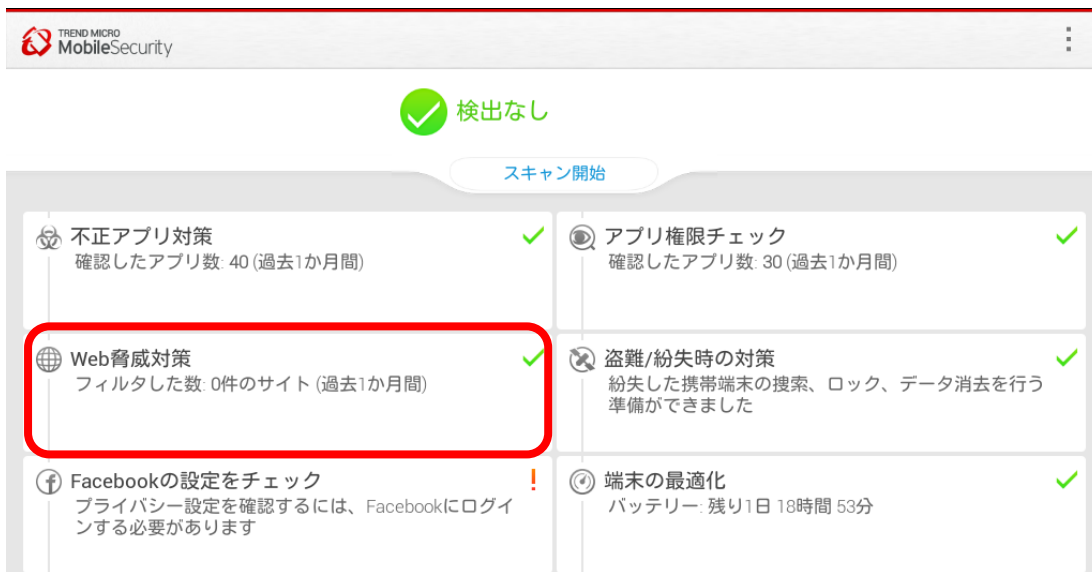 TREND MICRO
MobileSecurity
検出なし
スキャン開始
不正アプリ対策
確認したアプリ数: 40 (過去1か月間)
アプリ権限チェック
確認したアプリ数: 30 (過去1か月間)
Web脅威対策
フィルタした数: 0件のサイト (過去1か月間)
盗難/紛失時の対策
紛失した携帯端末の捜索、ロック、データ消去を行う
準備ができました
Facebookの設定をチェック
プライバシー設定を確認するには、Facebookにログイ
ンする必要があります
端末の最適化
バッテリー: 残り1日 18時間 53分